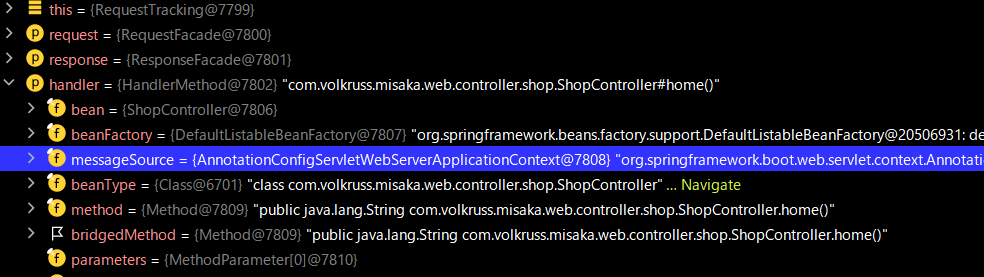 this = {RequestTracking@7799}
request = {RequestFacade@7800}
response = {ResponseFacade@7801}
handler = {HandlerMethod@7802} "com.volkruss.misaka.web.controller.shop.ShopController#home()"
bean = {ShopController@7806}
beanFactory = {DefaultListableBeanFactory@7807} "org.springframework.beans.factory.support.DefaultListableBeanFactory@20506931: de
messageSource = {AnnotationConfigServletWebServerApplicationContext@7808} "org.springframework.boot.web.servlet.context.Annotatio
beanType = {Class@6701} "class com.volkruss.misaka.web.controller.shop.ShopController" ... Navigate
method = {Method@7809} "public java.lang.String com.volkruss.misaka.web.controller.shop.ShopController.home()"
bridgedMethod = {Method@7809} "public java.lang.String com.volkruss.misaka.web.controller.shop.ShopController.home()"
parameters = {MethodParameter[0]@7810}